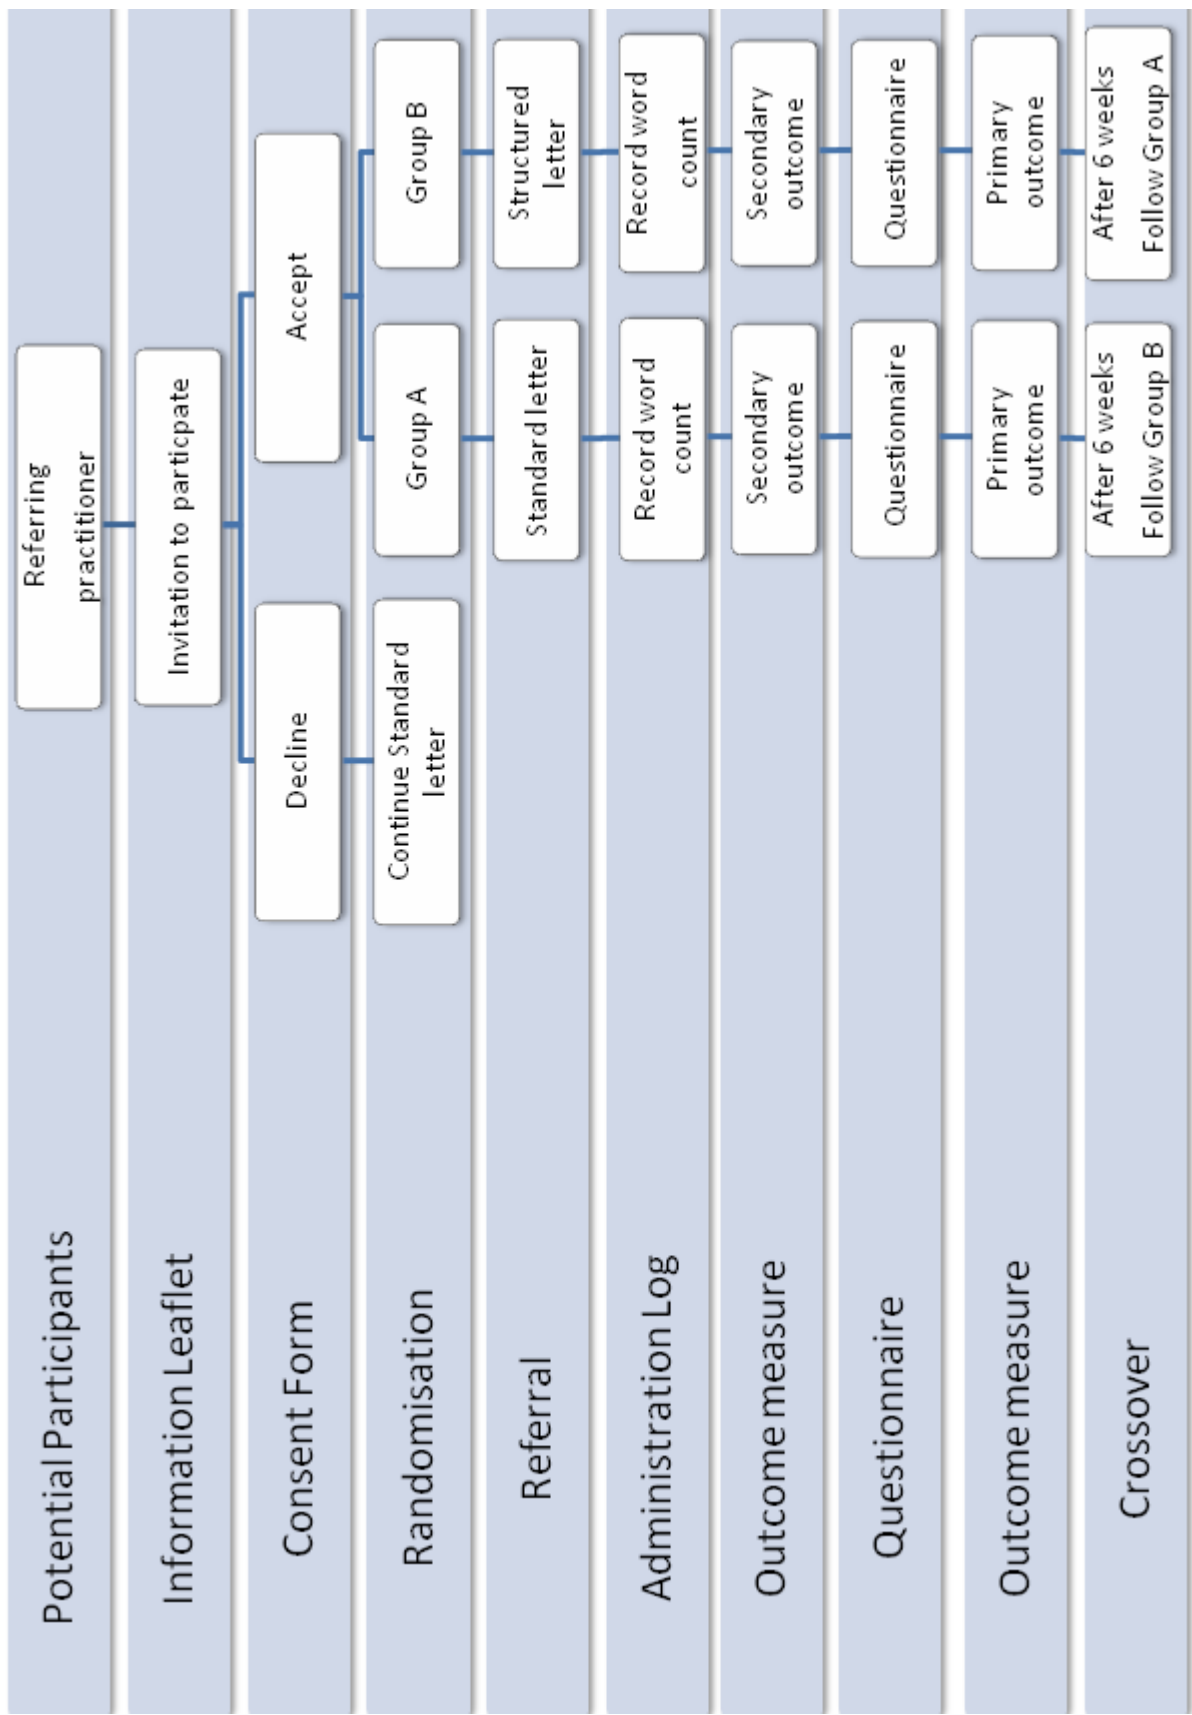 Potential Participants
Referring
practitioner
Information Leaflet
Invitation to particpate
Consent Form
Decline
Accept
Randomisation
Continue Standard
letter
Group A
Group B
Referral
Standard letter
Structured
letter
Administration Log
Record word
count
Record word
count
Outcome measure
Secondary
outcome
Secondary
outcome
Questionnaire
Questionnaire
Questionnaire
Outcome measure
Primary
outcome
Primary
outcome
Crossover
After 6 weeks
Follow Group B
After 6 weeks
Follow Group A